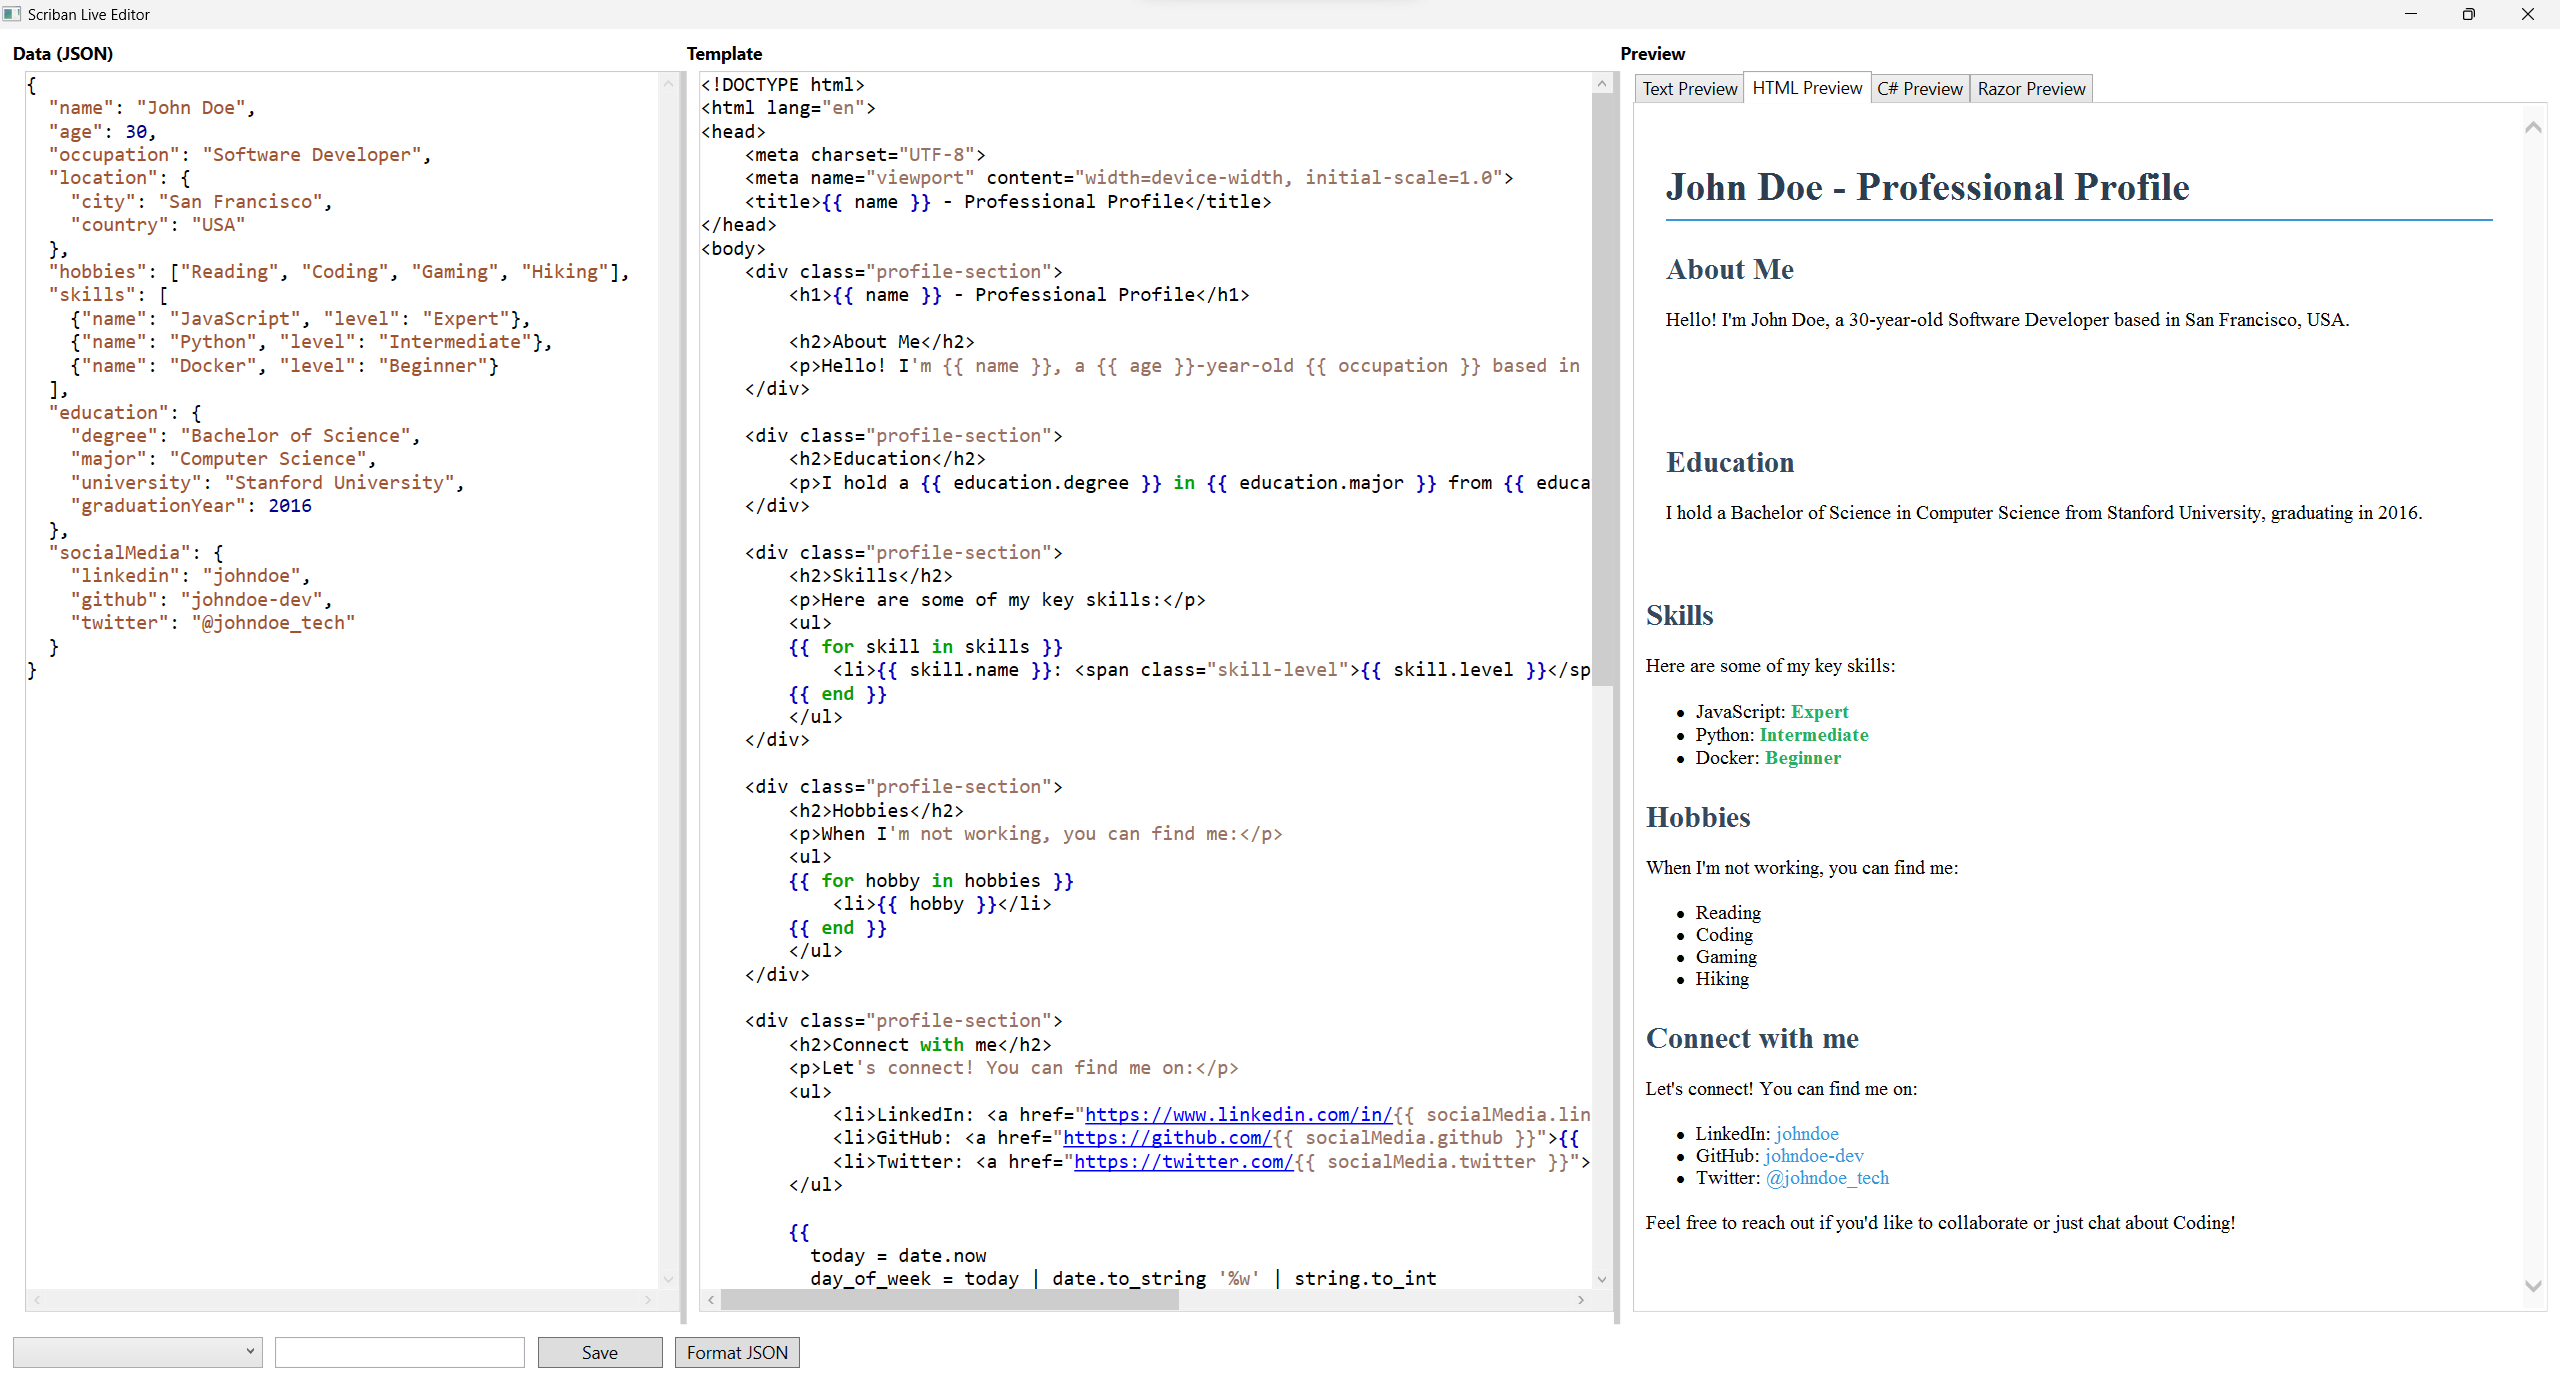 Scriban Live Editor
Data (JSON)
{
  "name": "John Doe",
  "age": 30,
  "occupation": "Software Developer",
  "location": {
    "city": "San Francisco",
    "country": "USA"
  },
  "hobbies": ["Reading", "Coding", "Gaming", "Hiking"],
  "skills": [
    {"name": "JavaScript", "level": "Expert"},
    {"name": "Python", "level": "Intermediate"},
    {"name": "Docker", "level": "Beginner"}
  ],
  "education": {
    "degree": "Bachelor of Science",
    "major": "Computer Science",
    "university": "Stanford University",
    "graduationYear": 2016
  },
  "socialMedia": {
    "linkedin": "johndoe",
    "github": "johndoe-dev",
    "twitter": "@johndoe_tech"
  }
}
Template
<!DOCTYPE html>
<html lang="en">
<head>
    <meta charset="UTF-8">
    <meta name="viewport" content="width=device-width, initial-scale=1.0">
    <title>{{ name }} - Professional Profile</title>
</head>
<body>
    <div class="profile-section">
        <h1>{{ name }} - Professional Profile</h1>
        <h2>About Me</h2>
        <p>Hello! I'm {{ name }}, a {{ age }}-year-old {{ occupation }} based in
    </div>
    <div class="profile-section">
        <h2>Education</h2>
        <p>I hold a {{ education.degree }} in {{ education.major }} from {{ educa
    </div>
    <div class="profile-section">
        <h2>Skills</h2>
        <p>Here are some of my key skills:</p>
        <ul>
        {{ for skill in skills }}
            <li>{{ skill.name }}: <span class="skill-level">{{ skill.level }}</sp
        {{ end }}
        </ul>
    </div>
    <div class="profile-section">
        <h2>Hobbies</h2>
        <p>When I'm not working, you can find me:</p>
        <ul>
        {{ for hobby in hobbies }}
            <li>{{ hobby }}</li>
        {{ end }}
        </ul>
    </div>
    <div class="profile-section">
        <h2>Connect with me</h2>
        <p>Let's connect! You can find me on:</p>
        <ul>
            <li>LinkedIn: <a href="https://www.linkedin.com/in/{{ socialMedia.lin
            <li>GitHub: <a href="https://github.com/{{ socialMedia.github }}">{{
            <li>Twitter: <a href="https://twitter.com/{{ socialMedia.twitter }}">
        </ul>
        {{
          today = date.now
          day_of_week = today | date.to_string '%w' | string.to_int
Preview
Text Preview HTML Preview C# Preview Razor Preview
John Doe - Professional Profile
About Me
Hello! I'm John Doe, a 30-year-old Software Developer based in San Francisco, USA.
Education
I hold a Bachelor of Science in Computer Science from Stanford University, graduating in 2016.
Skills
Here are some of my key skills:
• JavaScript: Expert
• Python: Intermediate
• Docker: Beginner
Hobbies
When I'm not working, you can find me:
• Reading
• Coding
• Gaming
• Hiking
Connect with me
Let's connect! You can find me on:
• LinkedIn: johndoe
• GitHub: johndoe-dev
• Twitter: @johndoe_tech
Feel free to reach out if you'd like to collaborate or just chat about Coding!
Save
Format JSON